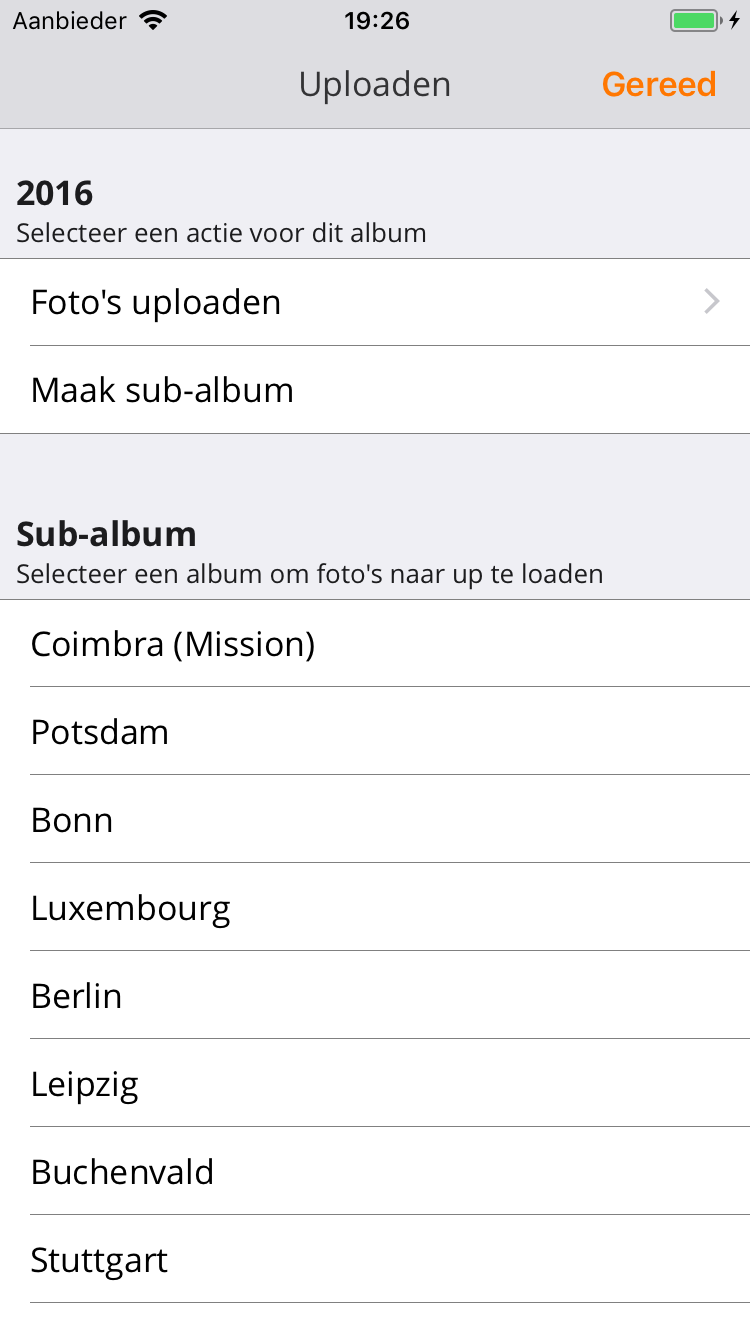 Aanbieder 19:26
Uploaden Gereed
2016
Selecteer een actie voor dit album
Foto's uploaden
Maak sub-album
Sub-album
Selecteer een album om foto's naar up te loaden
Coimbra (Mission)
Potsdam
Bonn
Luxembourg
Berlin
Leipzig
Buchenvald
Stuttgart